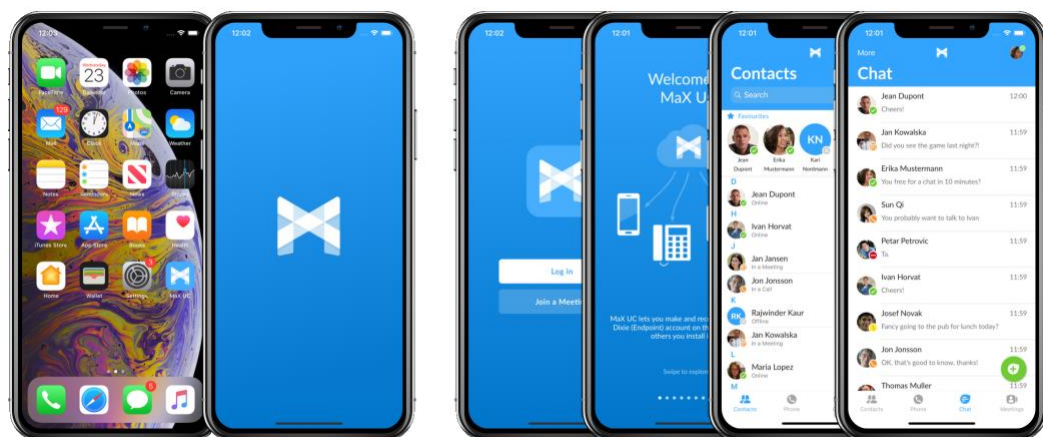 12:03
Wednesday
23
FaceTime
Calendar
Photos
Camera
129
Mail
Clock
Maps
Weather
Notes
Reminders
News
Stocks
iTunes Store
App Store
Books
Health
3
Home
Wallet
Settings
MaX UC
5
12:02
12:02
Log in
Join a Meeti
12:01
Welcom
MaX U
MaX UC lets you make and rec
Dixie (Endpoint) account on th
others you install i
Swipe to explor
12:01
Contacts
Search
Favourites
KN
Jean
Dupont
Erika
Mustermann
Kari
Nordmann
D
Jean Dupont
Online
H
Ivan Horvat
Online
J
Jan Jansen
In a Meeting
Jon Jonsson
In a Call
K
RK
Rajwinder Kaur
Offline
Jan Kowalska
In a Meeting
L
Maria Lopez
Online
M
Contacts
Phone
12:01
More
Chat
Jean Dupont
12:00
Cheers!
Jan Kowalska
11:59
Did you see the game last night?!
Erika Mustermann
11:59
You free for a chat in 10 minutes?
Sun Qi
11:59
You probably want to talk to Ivan
Petar Petrovic
11:59
Ta
Ivan Horvat
11:59
Cheers!
Josef Novak
11:59
Fancy going to the pub for lunch today?
Jon Jonsson
11:59
OK, that's good to know, thanks!
Thomas Muller
11:59
Contacts
Phone
Chat
Meetings